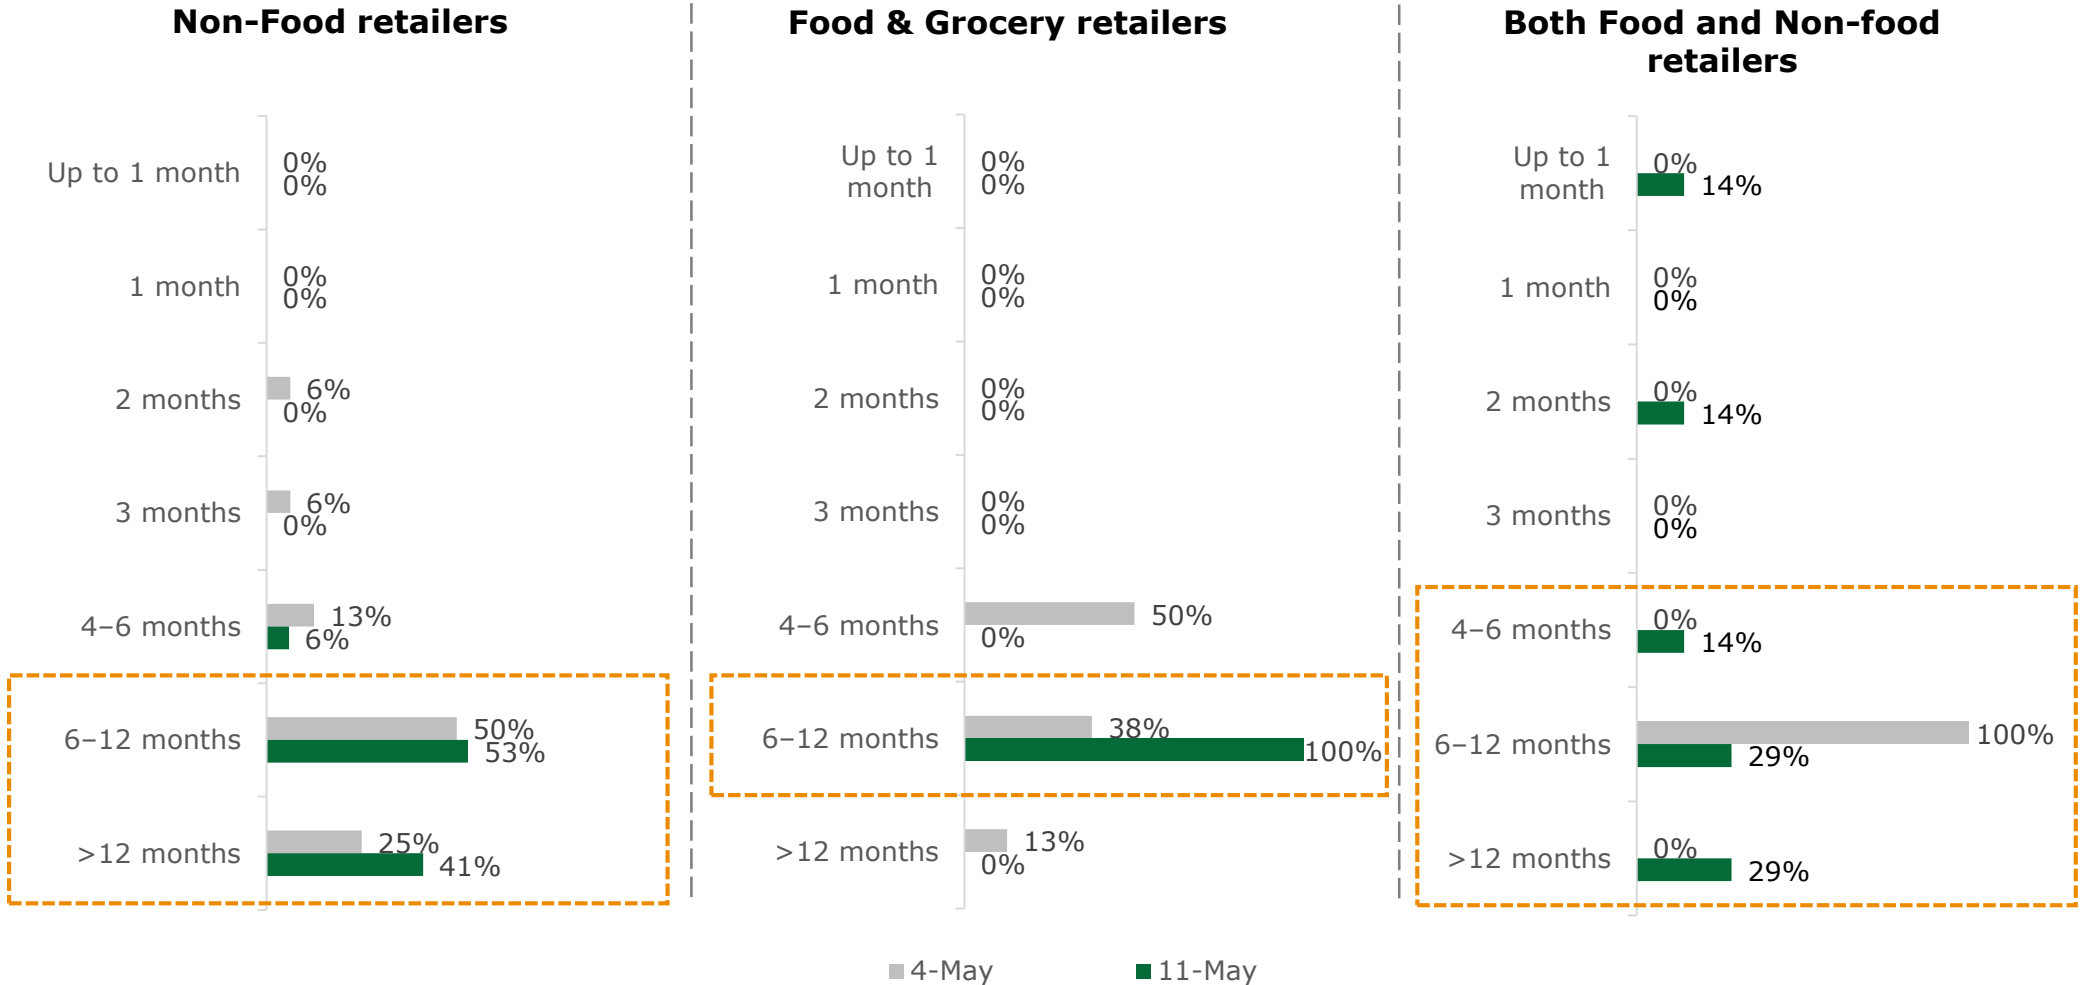 Non-Food retailers
Up to 1 month
0%
0%
1 month
0%
0%
2 months
6%
0%
3 months
6%
0%
4–6 months
13%
6%
6–12 months
50%
53%
>12 months
25%
41%
Food & Grocery retailers
Up to 1
month
0%
0%
1 month
0%
0%
2 months
0%
0%
3 months
0%
0%
4–6 months
50%
0%
6–12 months
38%
100%
>12 months
13%
0%
Both Food and Non-food
retailers
Up to 1
month
0%
14%
1 month
0%
0%
2 months
0%
14%
3 months
0%
0%
4–6 months
0%
14%
6–12 months
100%
29%
>12 months
0%
29%
4-May
11-May